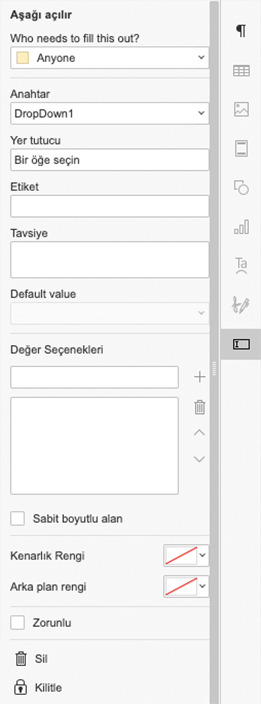 Aşağı açılır
Who needs to fill this out?
Anyone
Anahtar
DropDown1
Yer tutucu
Bir öğe seçin
Etiket
Tavsiye
Default value
Değer Seçenekleri
Sabit boyutlu alan
Kenarlık Rengi
Arka plan rengi
Zorunlu
Sil
Kilitle